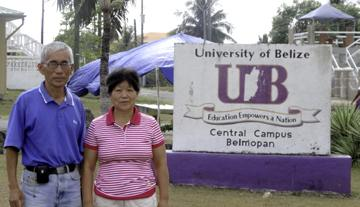 University of Belize
UB
Education Empowers a Nation
Central Campus
Belmopan